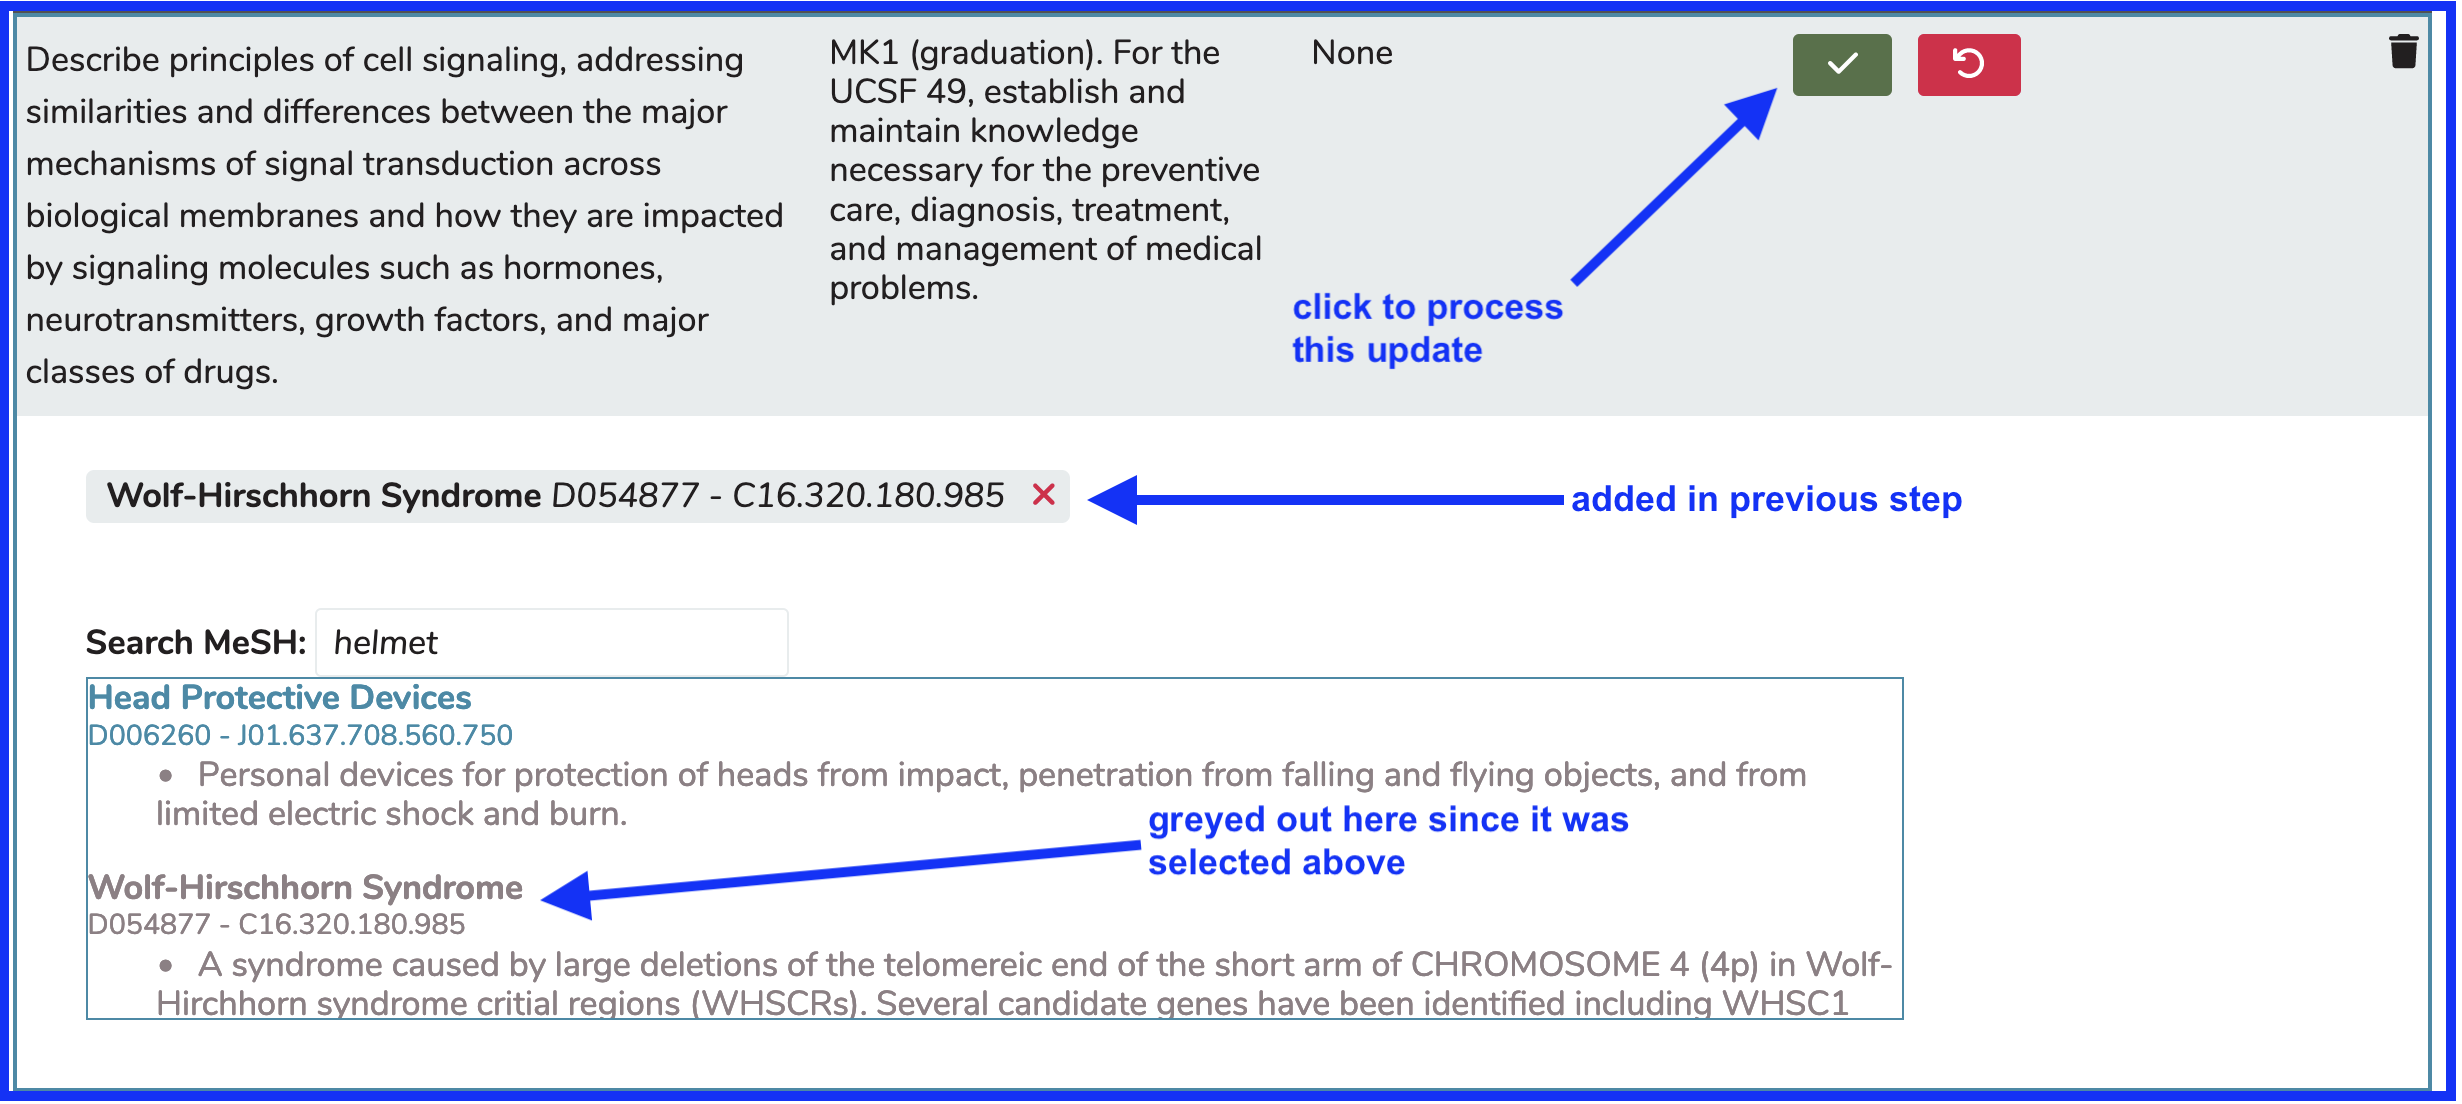 Describe principles of cell signaling, addressing
similarities and differences between the major
mechanisms of signal transduction across
biological membranes and how they are impacted
by signaling molecules such as hormones,
neurotransmitters, growth factors, and major
classes of drugs.
MK1 (graduation). For the
UCSF 49, establish and
maintain knowledge
necessary for the preventive
care, diagnosis, treatment,
and management of medical
problems.
None
click to process
this update
Wolf-Hirschhorn Syndrome D054877 - C16.320.180.985
added in previous step
Search MeSH: helmet
Head Protective Devices
D006260 - J01.637.708.560.750
• Personal devices for protection of heads from impact, penetration from falling and flying objects, and from
limited electric shock and burn.
greyed out here since it was
selected above
Wolf-Hirschhorn Syndrome
D054877 - C16.320.180.985
• A syndrome caused by large deletions of the telomereic end of the short arm of CHROMOSOME 4 (4p) in Wolf-
Hirchhorn syndrome critial regions (WHSCRs). Several candidate genes have been identified including WHSC1